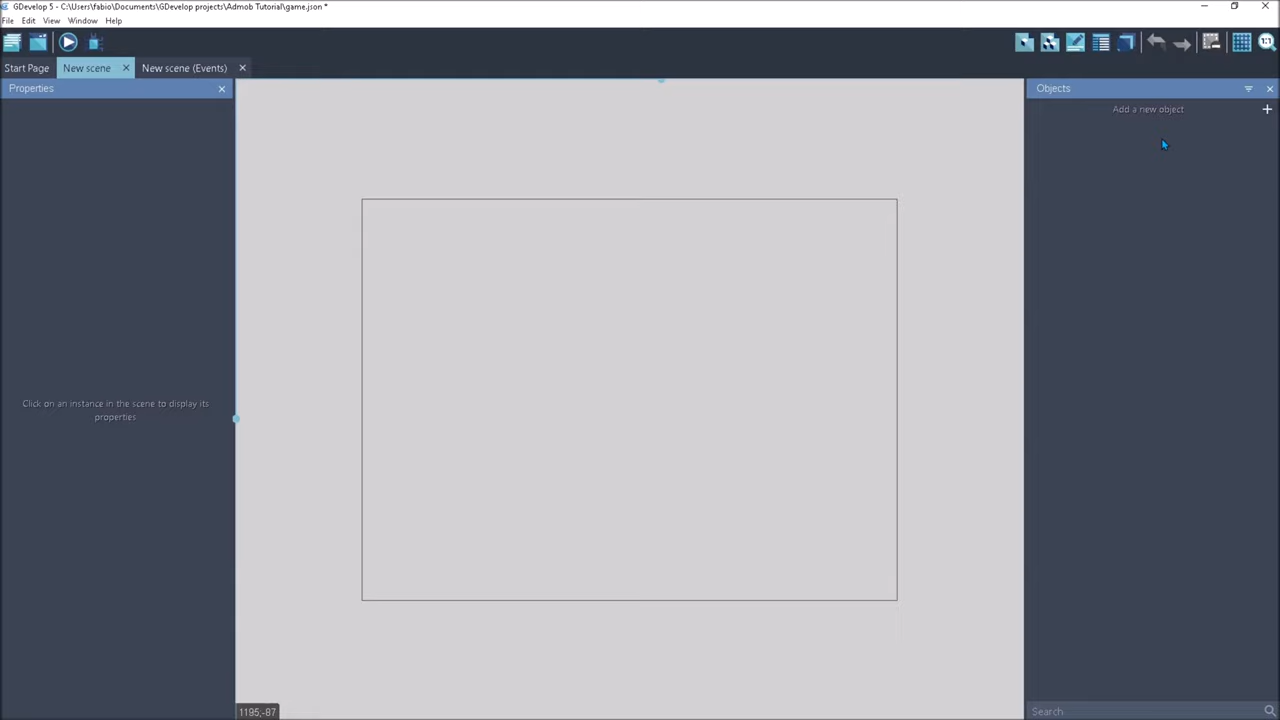 GDevelop 5 - C:\Users\fabio\Documents\GDevelop projects\Admob Tutorial\game.json *
File Edit View Window Help
1:1
Start Page New scene × New scene (Events) ×
Properties ×
Objects ×
Add a new object +
Click on an instance in the scene to display its
properties
1195;-87
Search